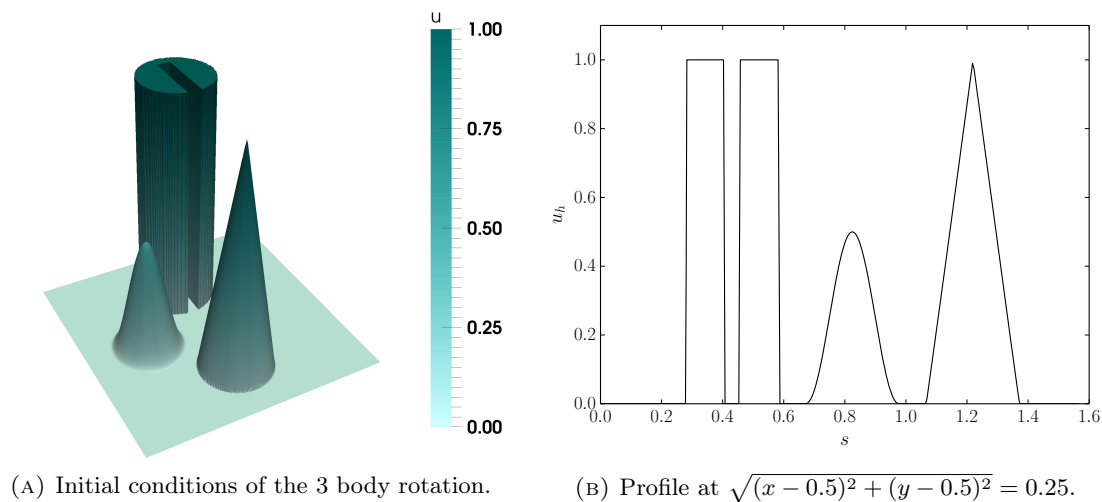 u
1.00
0.75
0.50
0.25
0.00
1.0
0.8
0.6
0.4
0.2
0.0
u_h
0.0 0.2 0.4 0.6 0.8 1.0 1.2 1.4 1.6
s
(A) Initial conditions of the 3 body rotation.
(B) Profile at √(x − 0.5)² + (y − 0.5)² = 0.25.